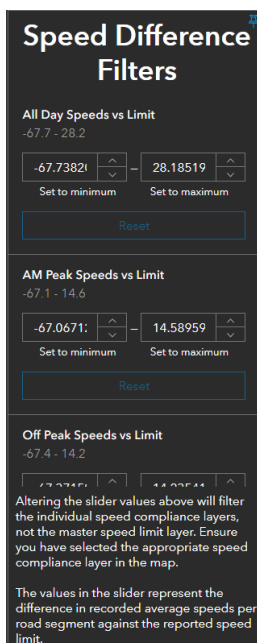 Speed Difference
Filters
All Day Speeds vs Limit
-67.7 - 28.2
-67.7382 – 28.18519
Set to minimum Set to maximum
Reset
AM Peak Speeds vs Limit
-67.1 - 14.6
-67.0671 – 14.58959
Set to minimum Set to maximum
Reset
Off Peak Speeds vs Limit
-67.4 - 14.2
Altering the slider values above will filter
the individual speed compliance layers,
not the master speed limit layer. Ensure
you have selected the appropriate speed
compliance layer in the map.
The values in the slider represent the
difference in recorded average speeds per
road segment against the reported speed
limit.